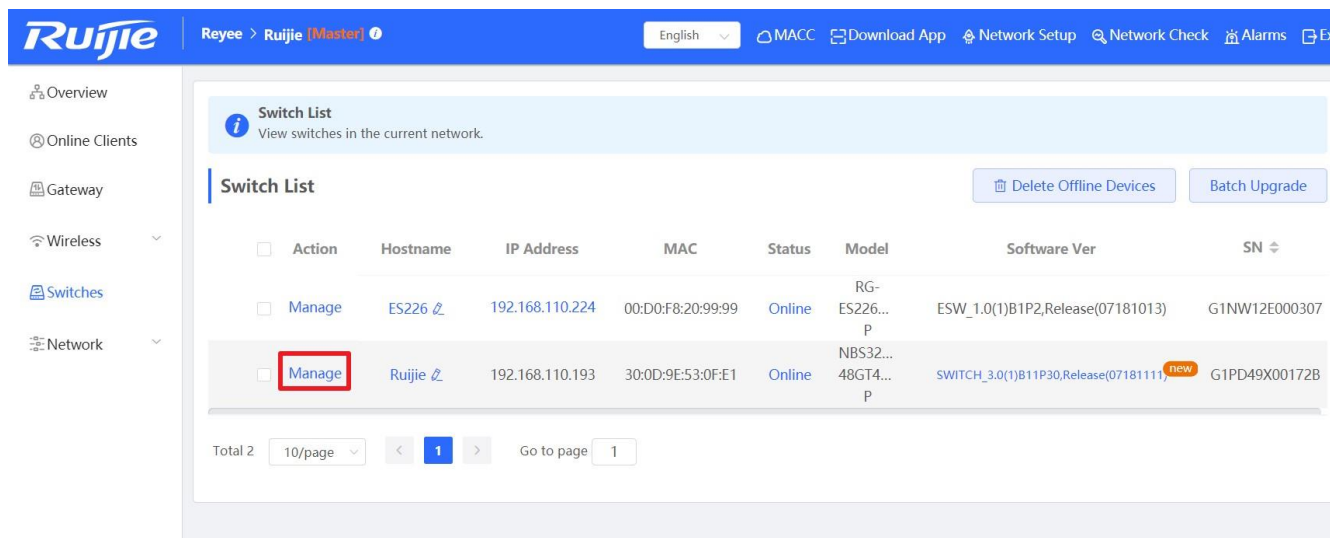 Ruijie
Reyee > Ruijie [Master]
English
MACC
Download App
Network Setup
Network Check
Alarms
Overview
Online Clients
Gateway
Wireless
Switches
Network
Switch List
View switches in the current network.
Switch List
Delete Offline Devices
Batch Upgrade
Action Hostname IP Address MAC Status Model Software Ver SN
Manage ES226 192.168.110.224 00:D0:F8:20:99:99 Online RG-ES226...P ESW_1.0(1)B1P2,Release(07181013) G1NW12E000307
Manage Ruijie 192.168.110.193 30:0D:9E:53:0F:E1 Online NBS32...48GT4...P SWITCH_3.0(1)B11P30,Release(07181111) new G1PD49X00172B
Total 2 10/page < 1 > Go to page 1